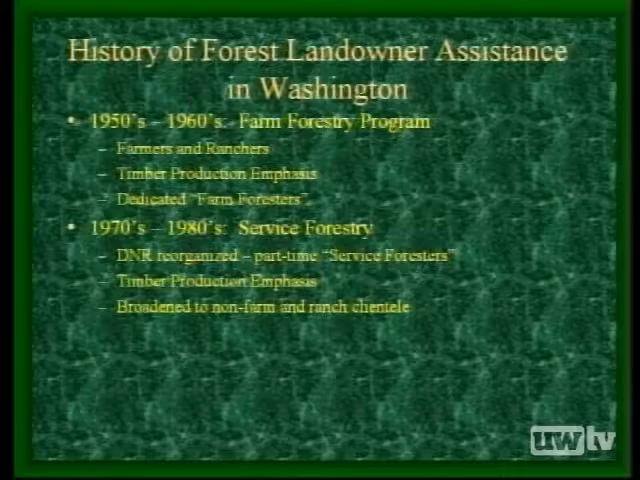 History of Forest Landowner Assistance
in Washington
• 1950's – 1960's: Farm Forestry Program
– Farmers and Ranchers
– Timber Production Emphasis
– Dedicated "Farm Foresters".
• 1970's – 1980's: Service Forestry
– DNR reorganized – part-time "Service Foresters"
– Timber Production Emphasis
– Broadened to non-farm and ranch clientele
uwtv